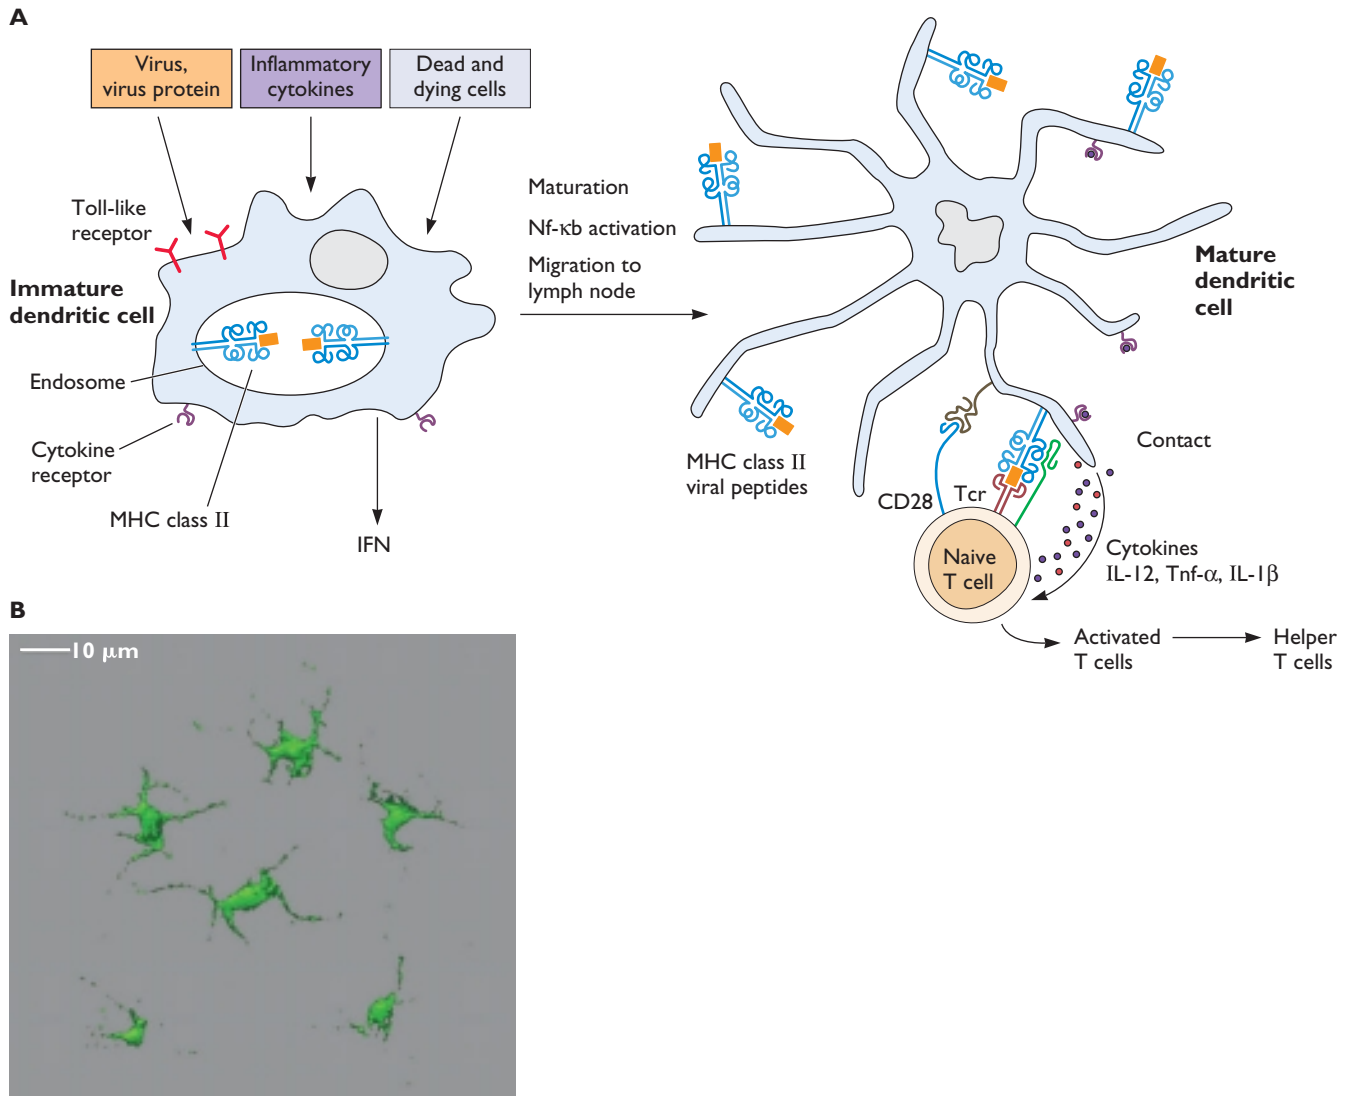 A
Virus,
virus protein
Inflammatory
cytokines
Dead and
dying cells
Toll-like
receptor
Immature
dendritic cell
Endosome
Cytokine
receptor
MHC class II
IFN
Maturation
Nf-κb activation
Migration to
lymph node
Mature
dendritic
cell
MHC class II
viral peptides
CD28
Tcr
Naive
T cell
Contact
Cytokines
IL-12, Tnf-α, IL-1β
Activated
T cells
Helper
T cells
B
10 μm